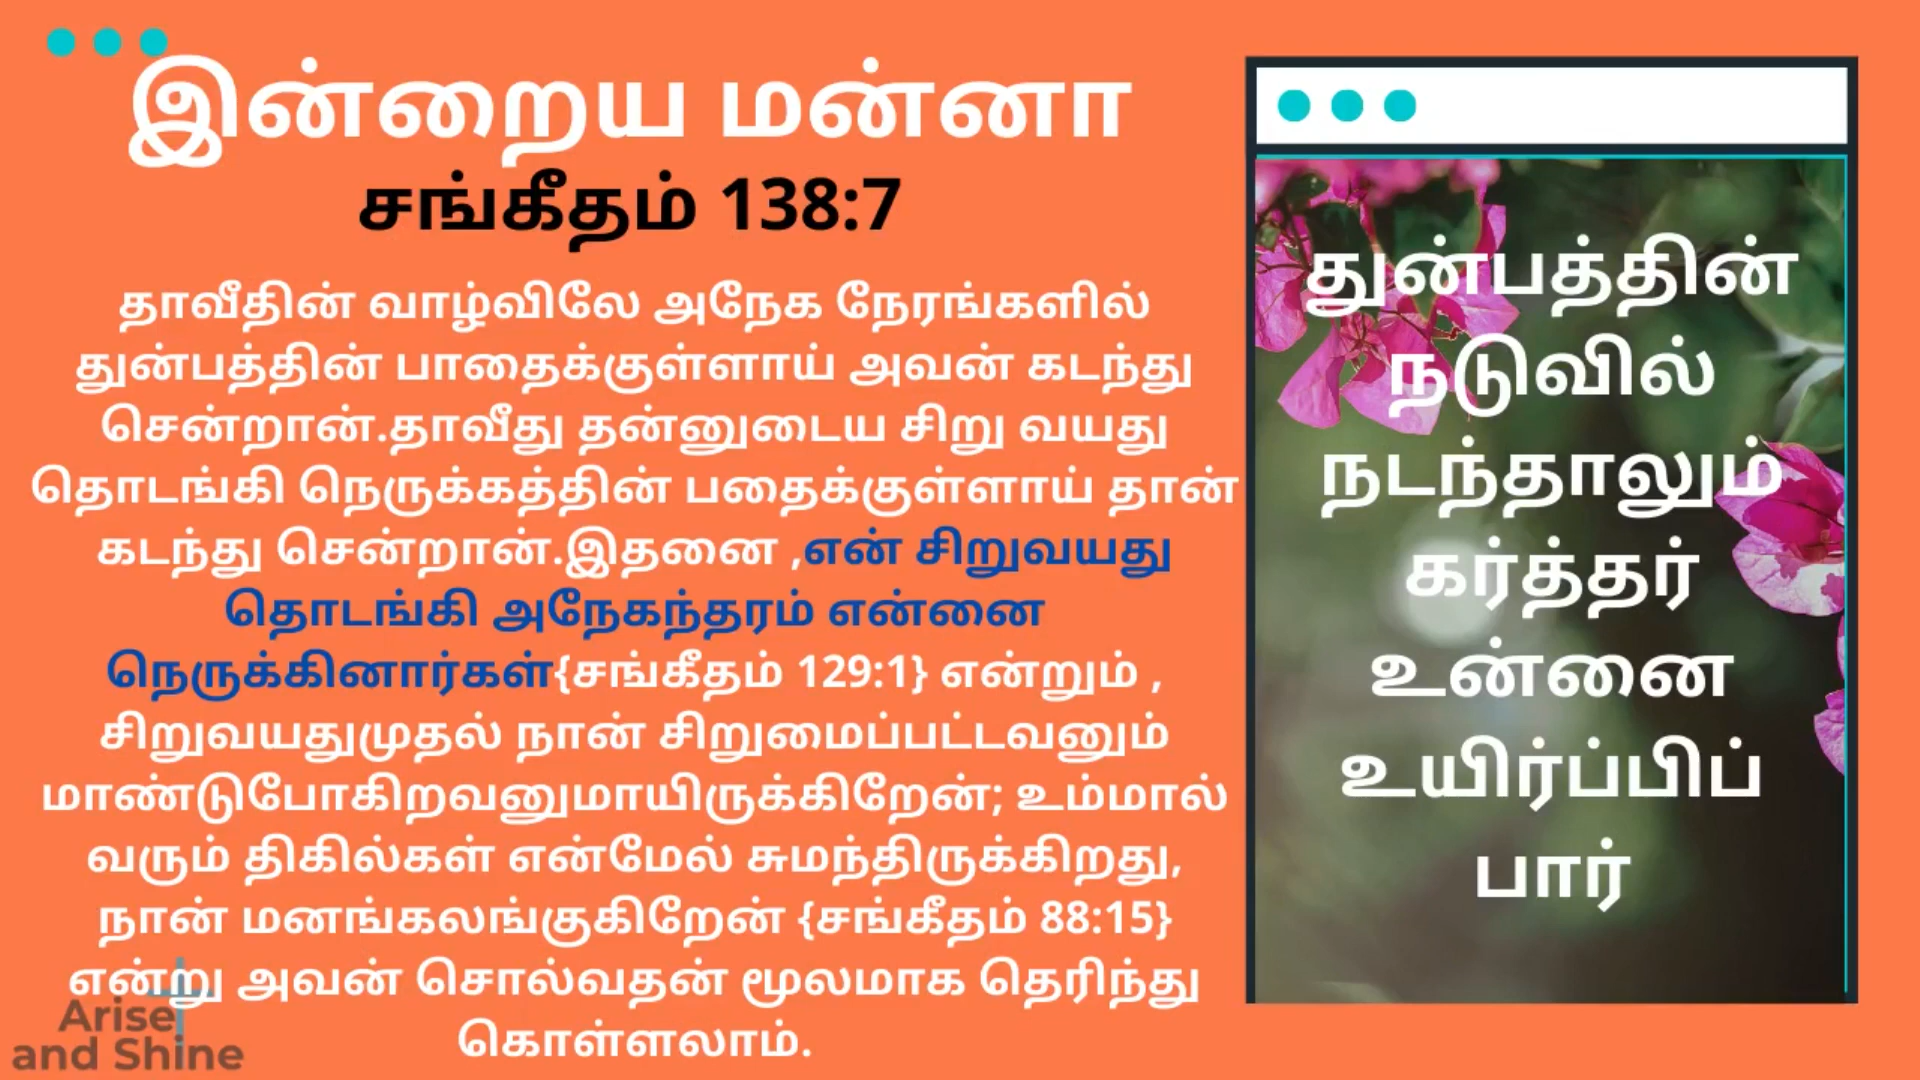 இன்றைய மன்னா
சங்கீதம் 138:7
தாவீதின் வாழ்விலே அநேக நேரங்களில்
துன்பத்தின் பாதைக்குள்ளாய் அவன் கடந்து
சென்றான்.தாவீது தன்னுடைய சிறு வயது
தொடங்கி நெருக்கத்தின் பதைக்குள்ளாய் தான்
கடந்து சென்றான்.இதனை ,என் சிறுவயது
தொடங்கி அநேகந்தரம் என்னை
நெருக்கினார்கள்{சங்கீதம் 129:1} என்றும் ,
சிறுவயதுமுதல் நான் சிறுமைப்பட்டவனும்
மாண்டுபோகிறவனுமாயிருக்கிறேன்; உம்மால்
வரும் திகில்கள் என்மேல் சுமந்திருக்கிறது,
நான் மனங்கலங்குகிறேன் {சங்கீதம் 88:15}
என்று அவன் சொல்வதன் மூலமாக தெரிந்து
கொள்ளலாம்.
Arise
and Shine
துன்பத்தின்
நடுவில்
நடந்தாலும்
கர்த்தர்
உன்னை
உயிர்ப்பிப்
பார்